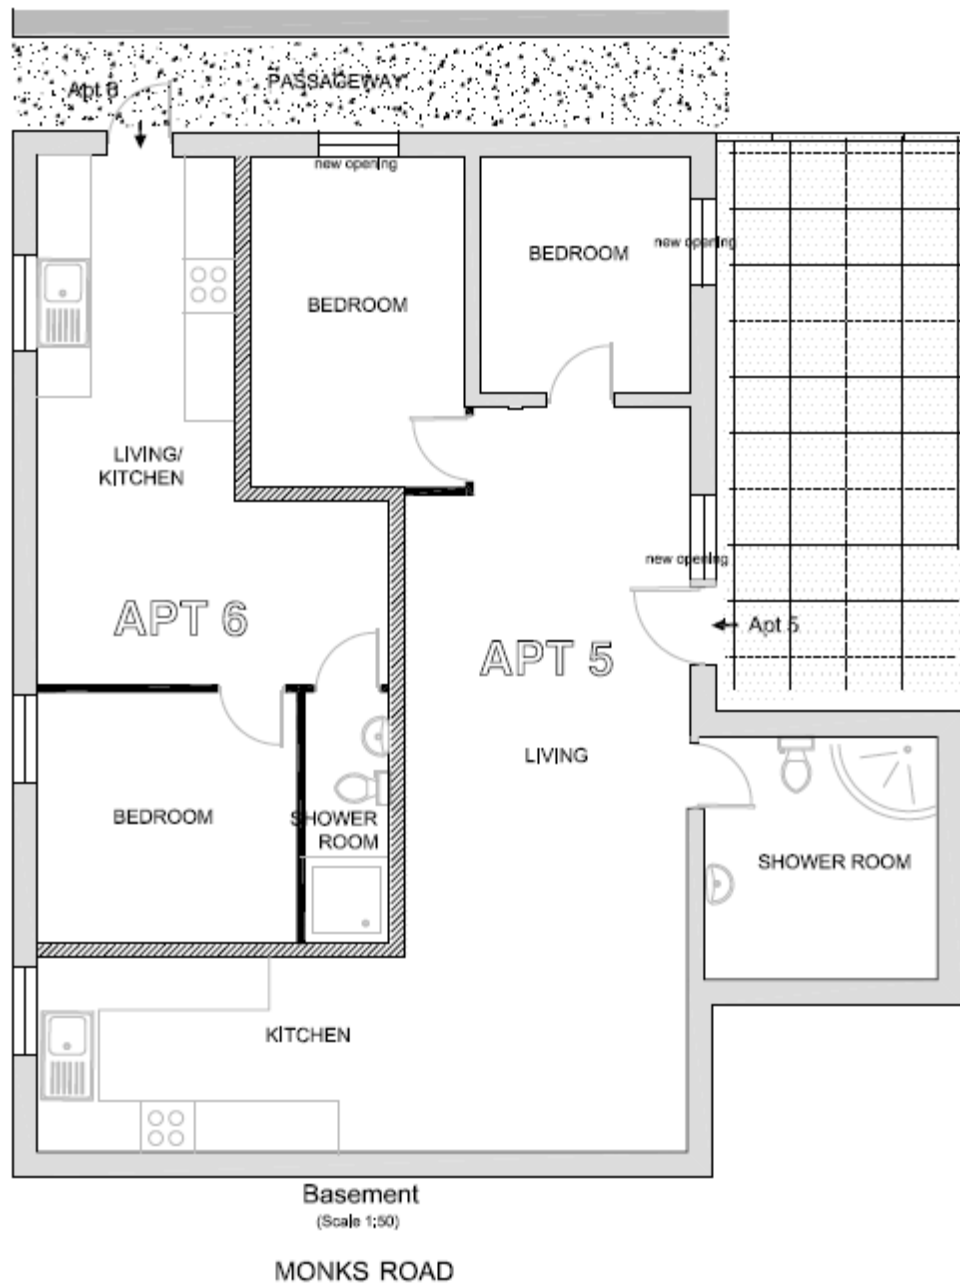 PASSAGEWAY
Apt 6
new opening
BEDROOM
new opening
BEDROOM
LIVING/
KITCHEN
new opening
APT 6
Apt 5
APT 5
LIVING
BEDROOM
SHOWER
ROOM
SHOWER ROOM
KITCHEN
Basement
(Scale 1:50)
MONKS ROAD